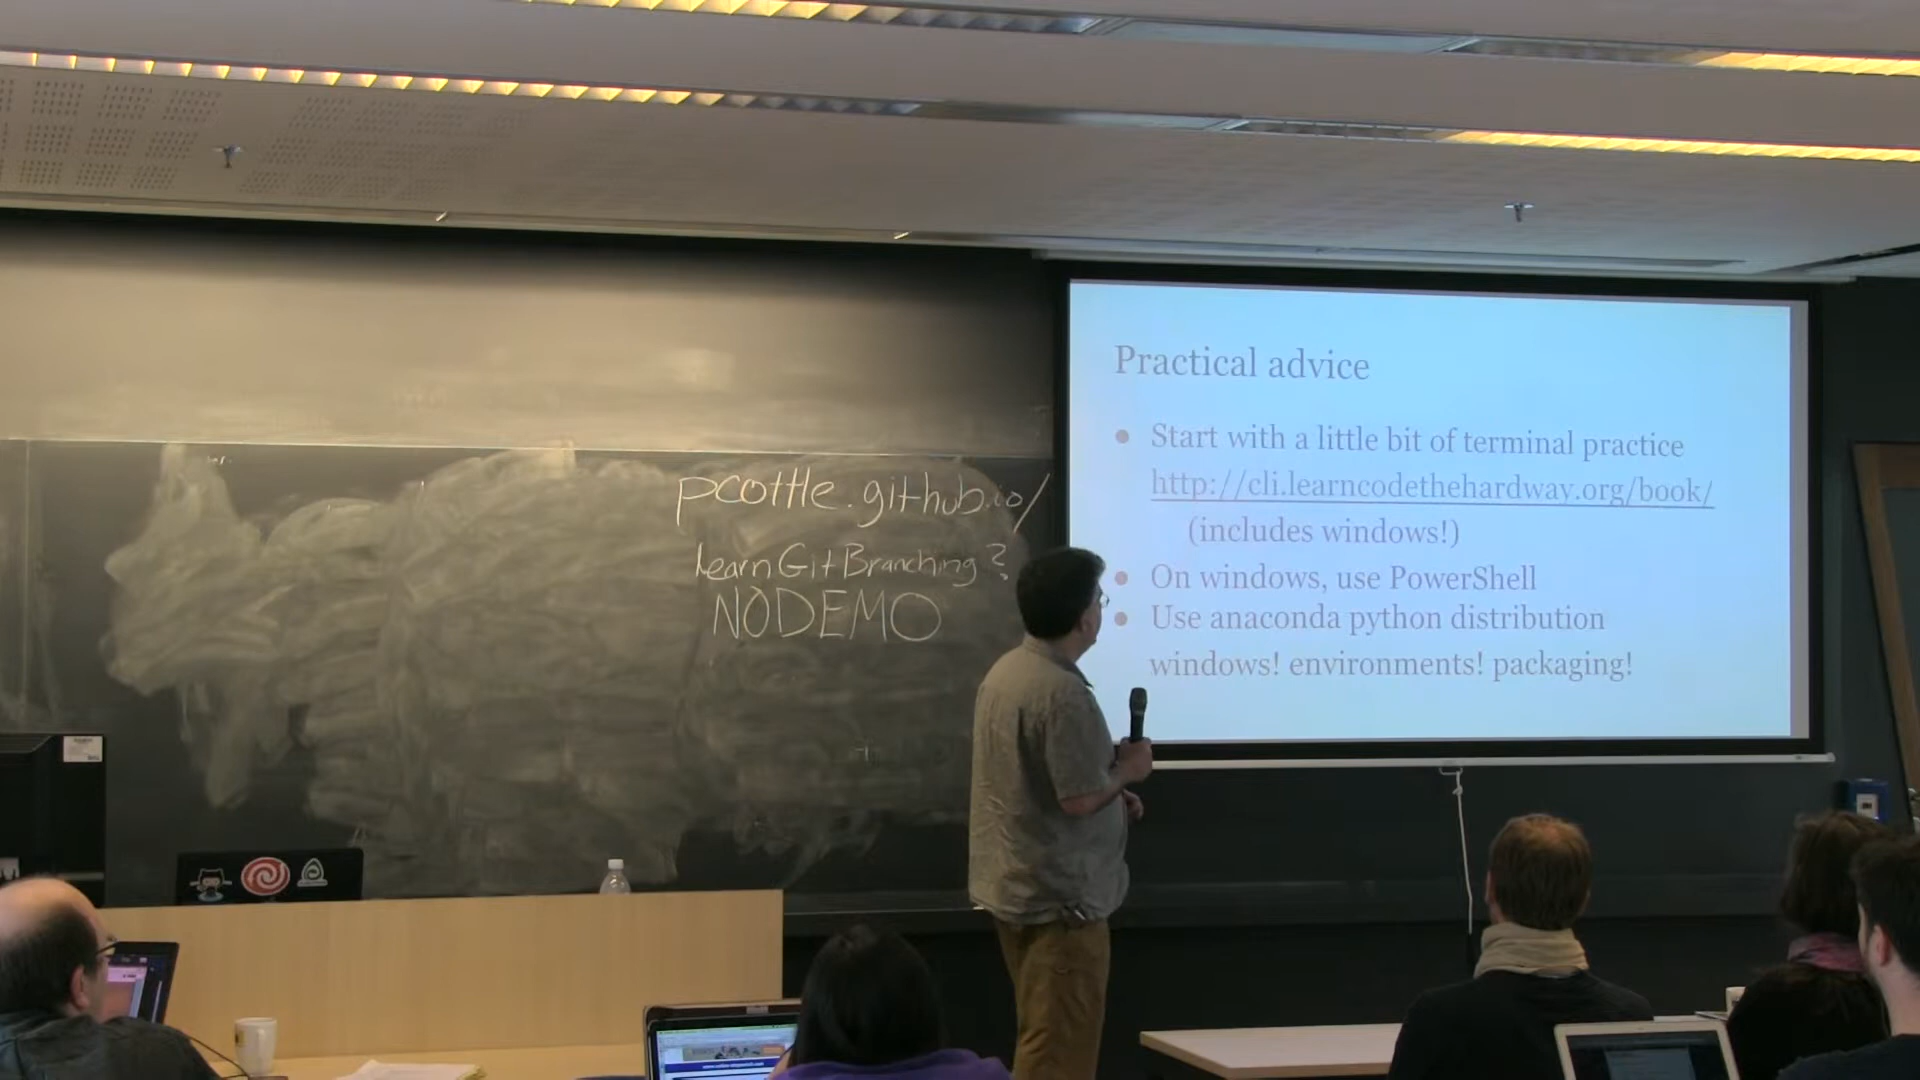 pcottle.github.io/
learnGitBranching?
NODEMO
Practical advice
● Start with a little bit of terminal practice
http://cli.learncodethehardway.org/book/
(includes windows!)
● On windows, use PowerShell
● Use anaconda python distribution
windows! environments! packaging!